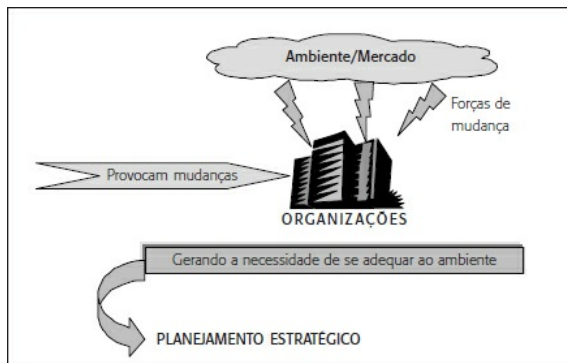 Ambiente/Mercado
Forças de
mudança
Provocam mudanças
ORGANIZAÇÕES
Gerando a necessidade de se adequar ao ambiente
PLANEJAMENTO ESTRATÉGICO